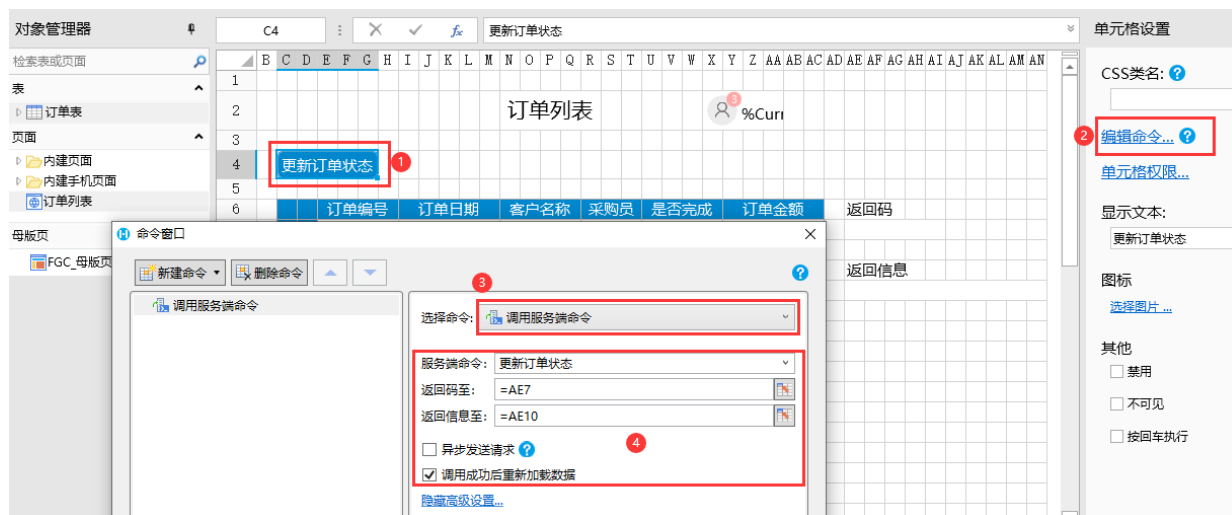 对象管理器
C4
fx
更新订单状态
单元格设置
检索表或页面
B C D E F G H I J K L M N O P Q R S T U V W X Y Z AA AB AC AD AE AF AG AH AI AJ AK AL AM AN
CSS类名: ?
表
1
订单表
2
订单列表
3
%Curr
页面
3
2
编辑命令... ?
内建页面
4
更新订单状态
1
单元格权限...
内建手机页面
5
订单列表
6
订单编号
订单日期
客户名称
采购员
是否完成
订单金额
返回码
显示文本:
母版页
命令窗口
更新订单状态
FGC_母版页
新建命令
删除命令
?
返回信息
3
图标
调用服务端命令
选择命令:
调用服务端命令
选择图片 ...
服务端命令:
更新订单状态
其他
返回码至:
=AE7
禁用
返回信息至:
=AE10
不可见
异步发送请求 ?
4
按回车执行
调用成功后重新加载数据
隐藏高级设置...